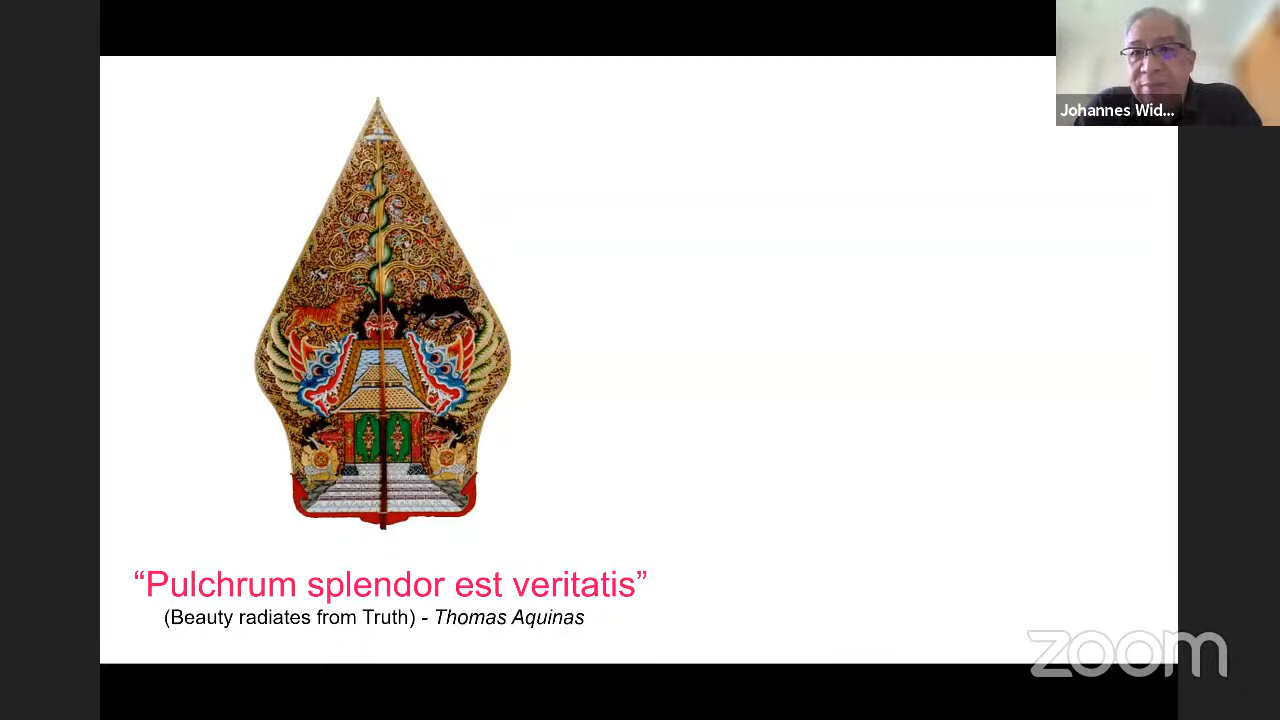 Johannes Wid...
“Pulchrum splendor est veritatis”
(Beauty radiates from Truth) - Thomas Aquinas
zoom